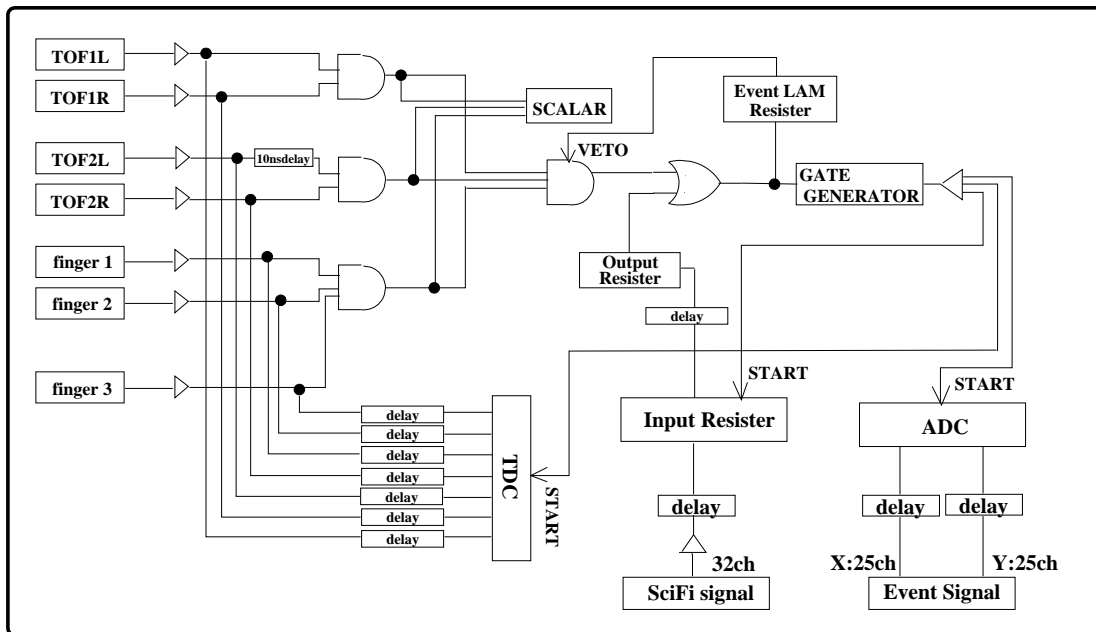 TOF1L
TOF1R
TOF2L
TOF2R
finger 1
finger 2
finger 3
10nsdelay
SCALAR
VETO
Event LAM
Resister
GATE
GENERATOR
Output
Resister
delay
START
Input Resister
START
ADC
delay
delay
delay
delay
delay
delay
delay
TDC
START
delay
32ch
SciFi signal
delay
delay
X:25ch
Y:25ch
Event Signal